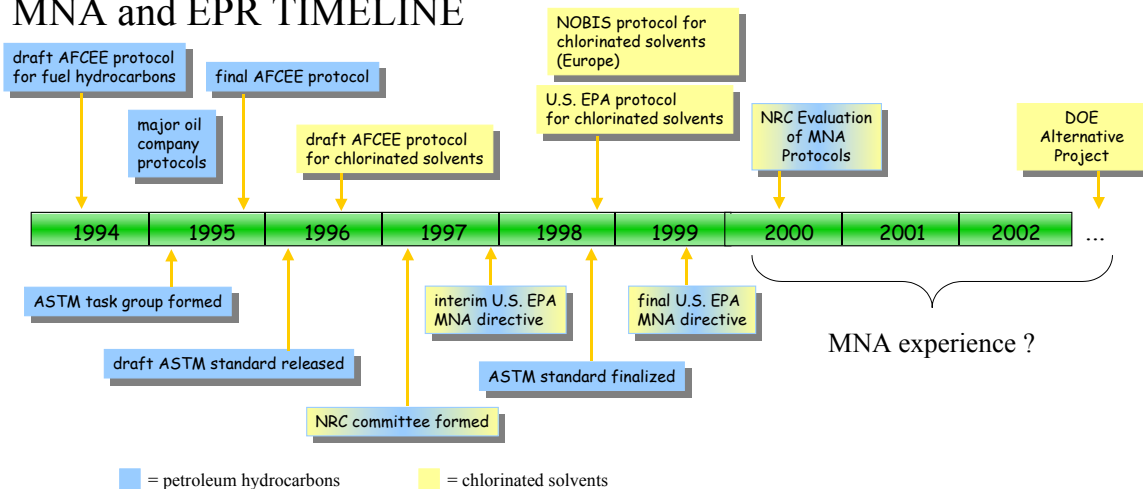 MNA and EPR TIMELINE
draft AFCEE protocol
for fuel hydrocarbons
major oil
company
protocols
final AFCEE protocol
draft AFCEE protocol
for chlorinated solvents
NOBIS protocol for
chlorinated solvents
(Europe)
U.S. EPA protocol
for chlorinated solvents
NRC Evaluation
of MNA
Protocols
DOE
Alternative
Project
1994 1995 1996 1997 1998 1999 2000 2001 2002 ...
ASTM task group formed
draft ASTM standard released
NRC committee formed
interim U.S. EPA
MNA directive
ASTM standard finalized
final U.S. EPA
MNA directive
MNA experience ?
= petroleum hydrocarbons
= chlorinated solvents